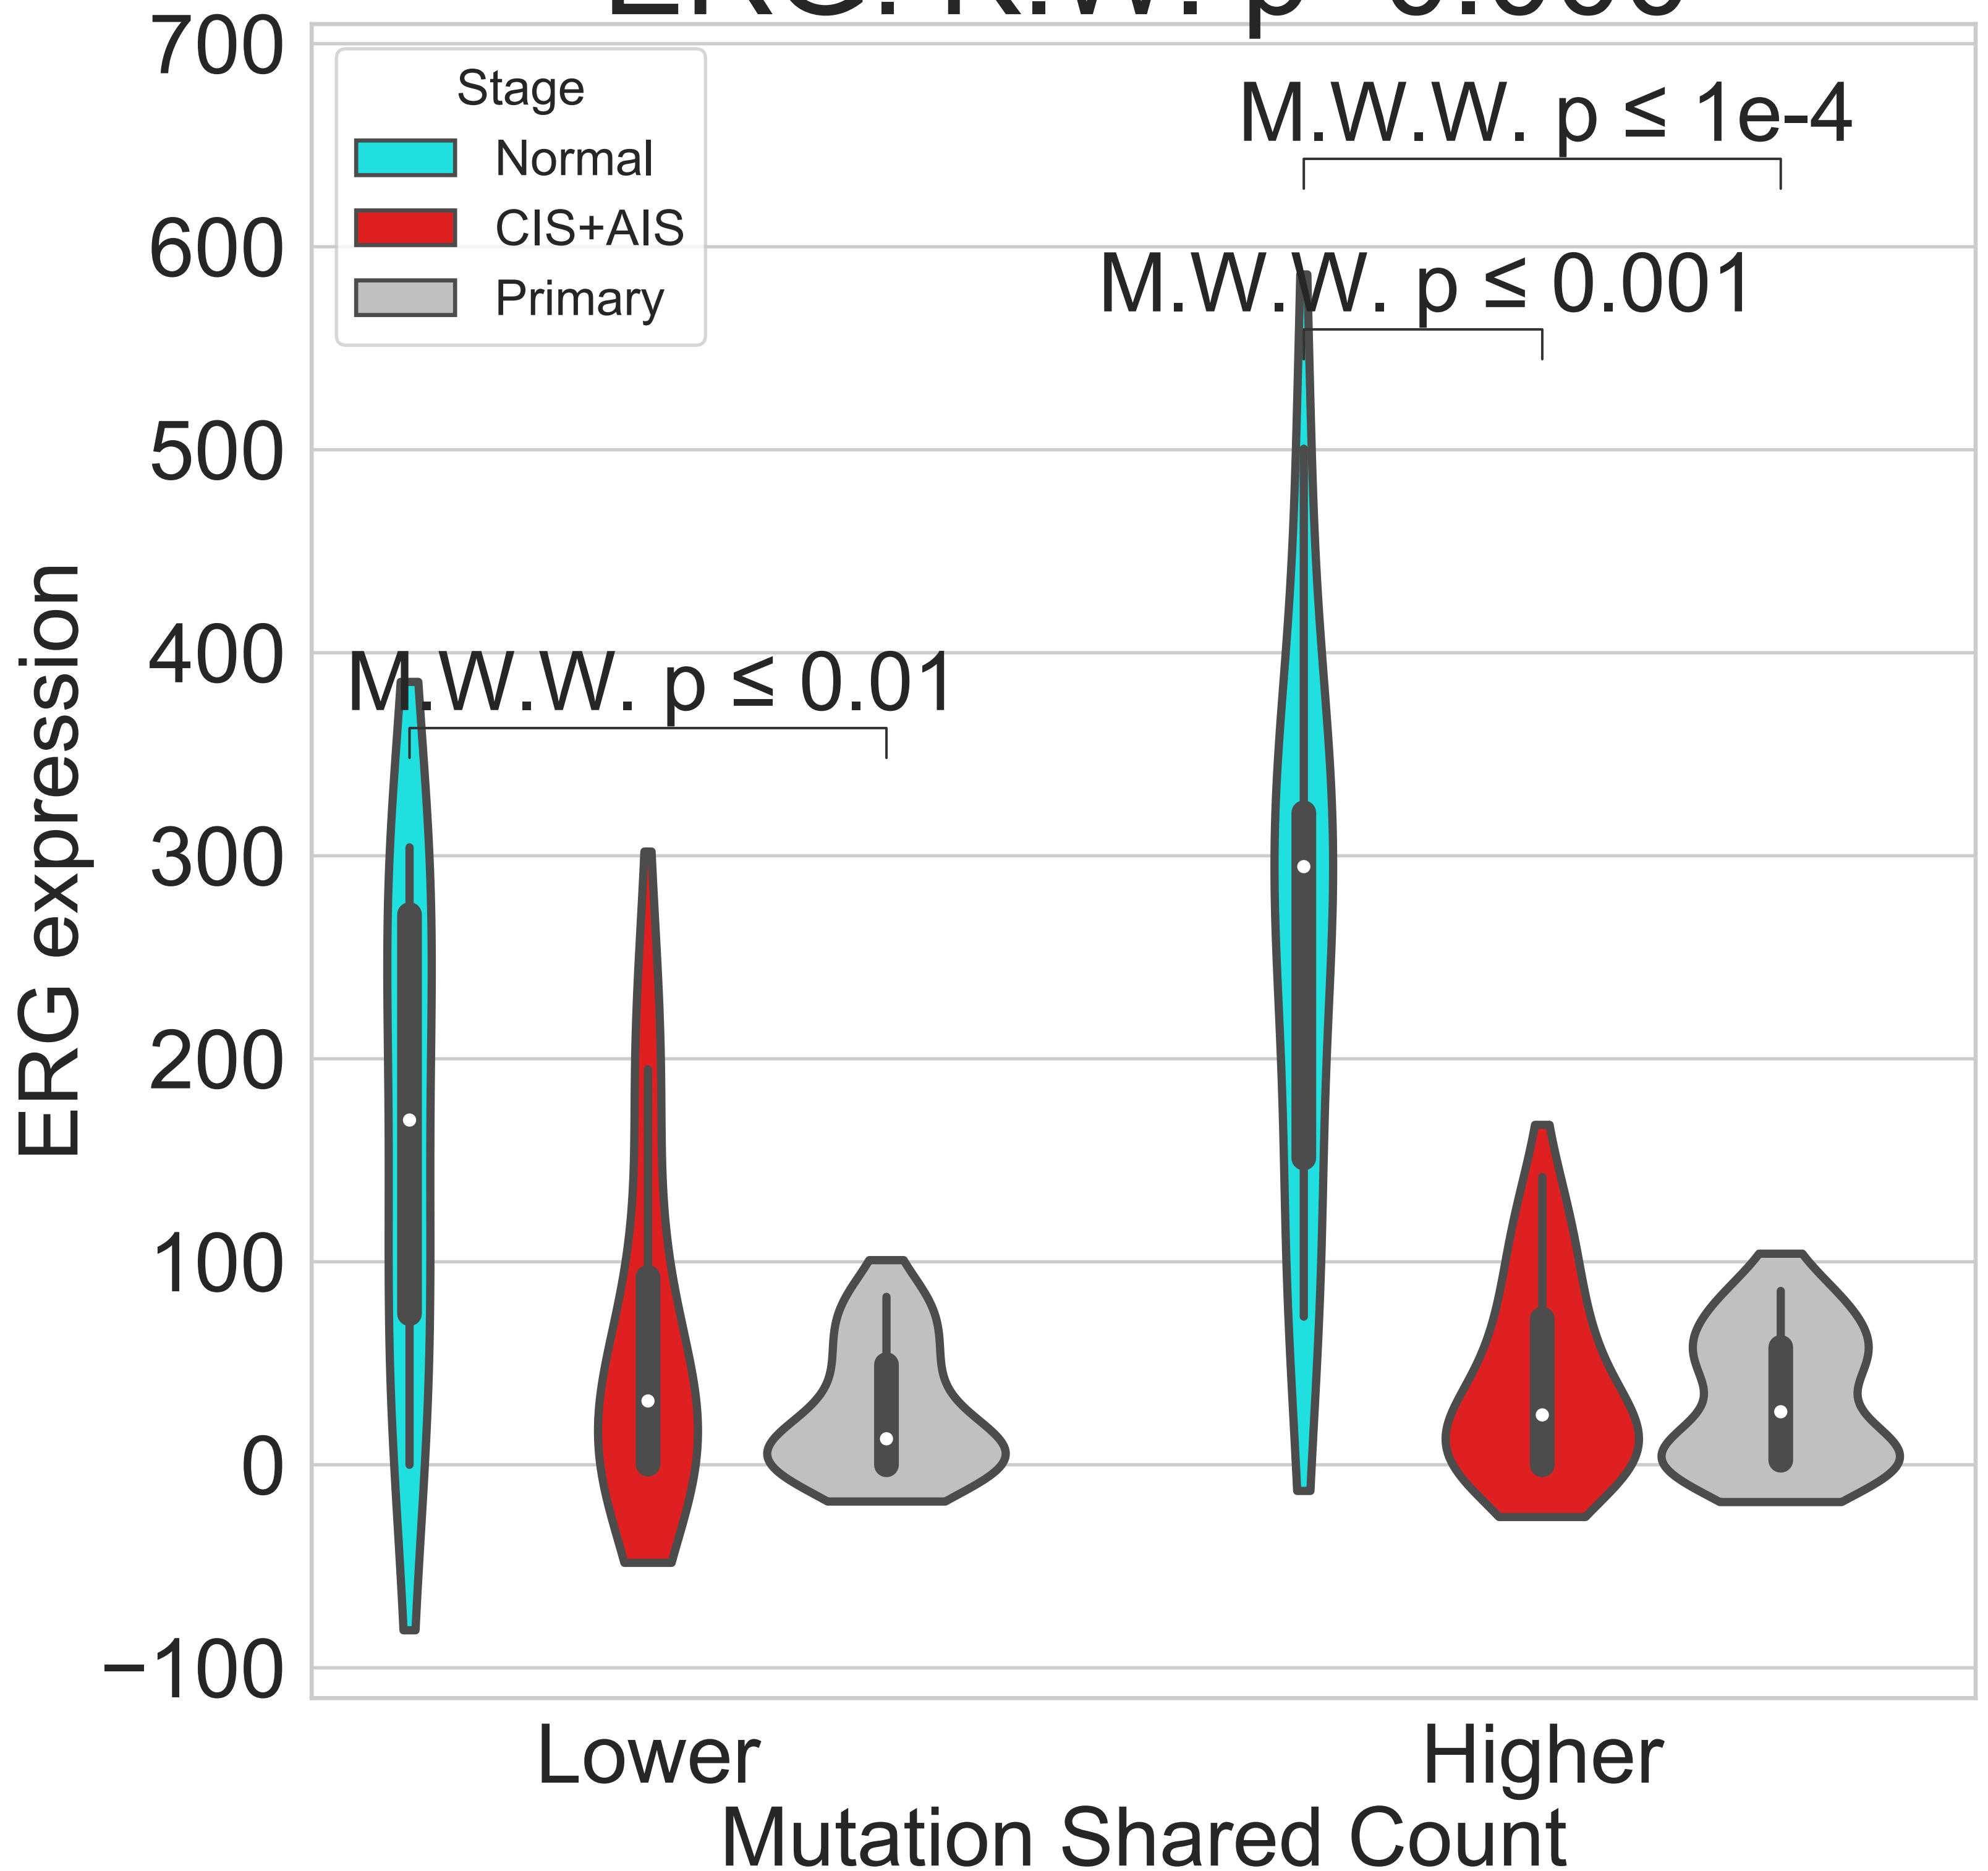 700
600
500
400
300
200
100
0
−100
ERG expression
Stage
Normal
CIS+AIS
Primary
M.W.W. p ≤ 1e-4
M.W.W. p ≤ 0.001
M.W.W. p ≤ 0.01
Lower
Higher
Mutation Shared Count